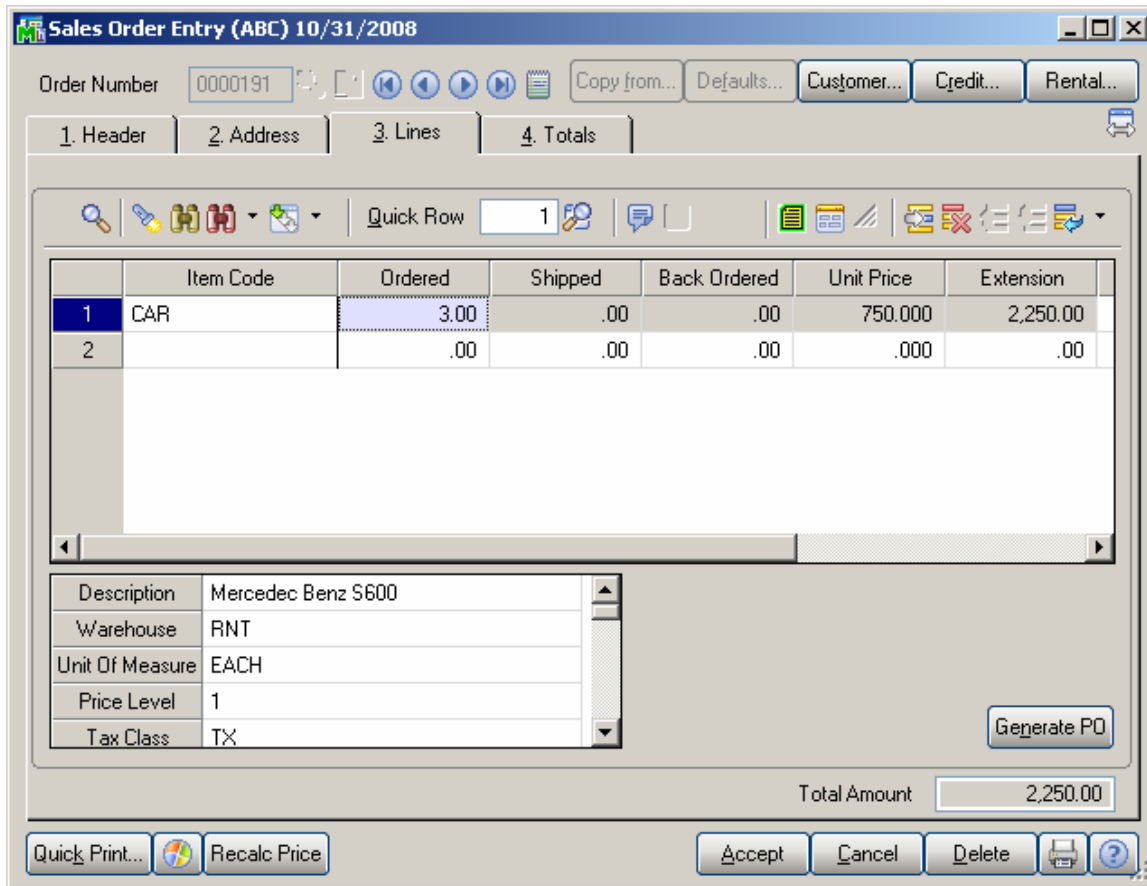 Sales Order Entry (ABC) 10/31/2008
Order Number 0000191 Copy from... Defaults... Customer... Credit... Rental...
1. Header 2. Address 3. Lines 4. Totals
Quick Row 1
Item Code Ordered Shipped Back Ordered Unit Price Extension
1 CAR 3.00 .00 .00 750.000 2,250.00
2 .00 .00 .00 .000 .00
Description Mercedec Benz S600
Warehouse RNT
Unit Of Measure EACH
Price Level 1
Tax Class TX
Generate PO
Total Amount 2,250.00
Quick Print... Recalc Price Accept Cancel Delete